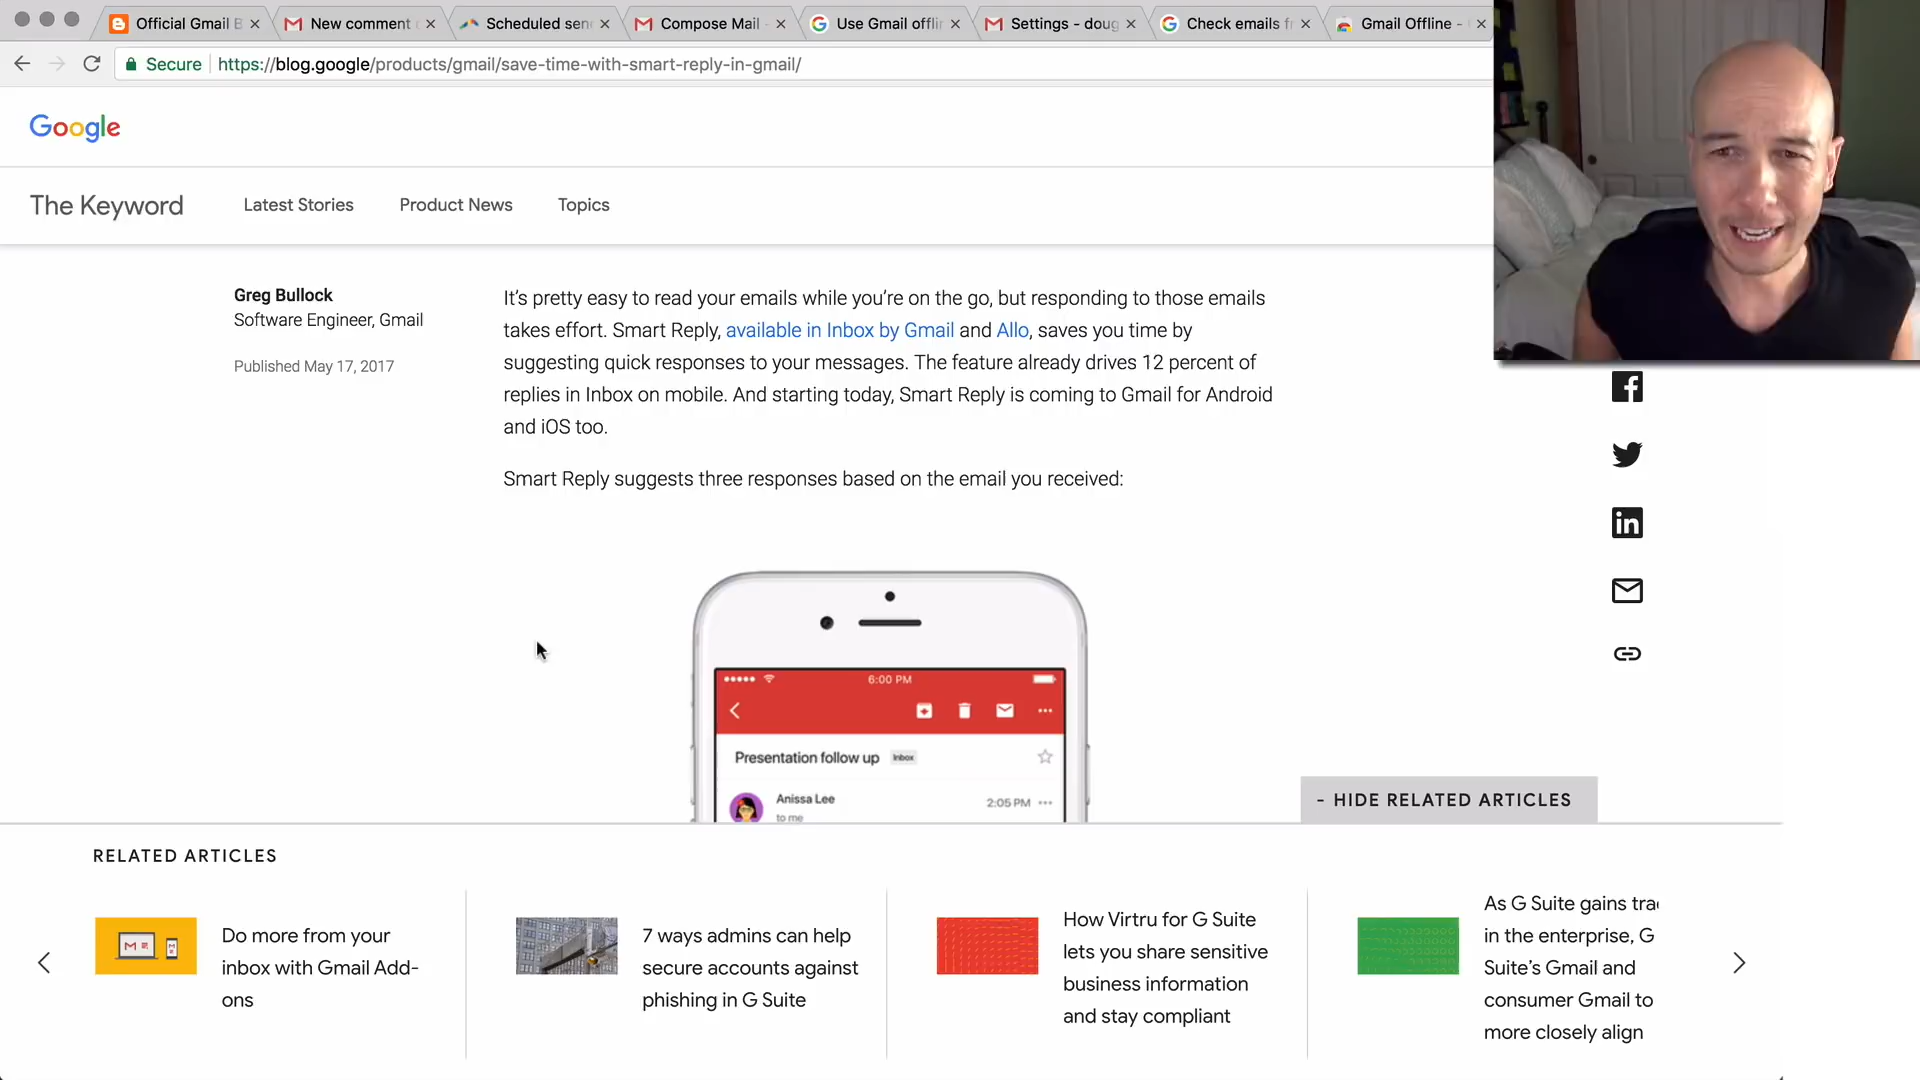 Official Gmail B
New comment
Scheduled sen
Compose Mail -
Use Gmail offli
Settings - doug
Check emails f
Gmail Offline -
Secure
https://blog.google/products/gmail/save-time-with-smart-reply-in-gmail/
Google
The Keyword
Latest Stories
Product News
Topics
Greg Bullock
Software Engineer, Gmail
Published May 17, 2017
It’s pretty easy to read your emails while you’re on the go, but responding to those emails
takes effort. Smart Reply, available in Inbox by Gmail and Allo, saves you time by
suggesting quick responses to your messages. The feature already drives 12 percent of
replies in Inbox on mobile. And starting today, Smart Reply is coming to Gmail for Android
and iOS too.
Smart Reply suggests three responses based on the email you received:
6:00 PM
Presentation follow up
Inbox
Anissa Lee
2:05 PM
to me
- HIDE RELATED ARTICLES
RELATED ARTICLES
Do more from your
inbox with Gmail Add-
ons
7 ways admins can help
secure accounts against
phishing in G Suite
How Virtru for G Suite
lets you share sensitive
business information
and stay compliant
As G Suite gains tra
in the enterprise, G
Suite’s Gmail and
consumer Gmail to
more closely align